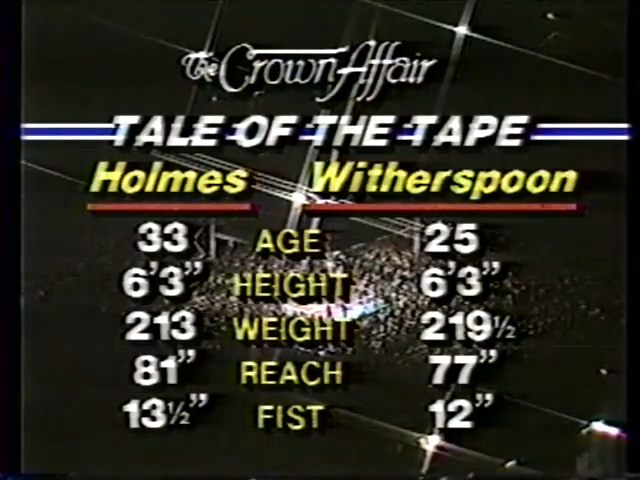 The Crown Affair
TALE OF THE TAPE
Holmes Witherspoon
33 AGE 25
6'3" HEIGHT 6'3"
213 WEIGHT 219½
81" REACH 77"
13½" FIST 12"